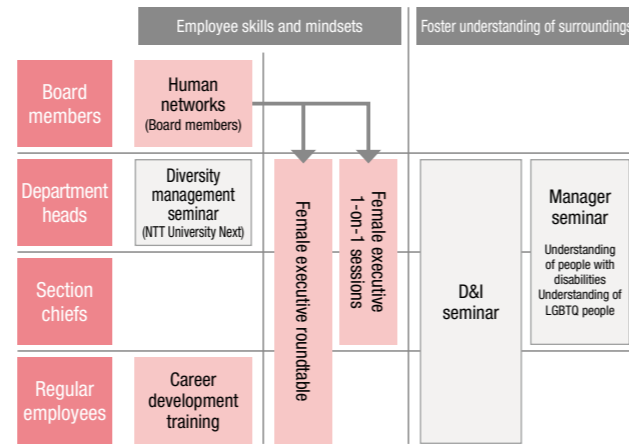 Employee skills and mindsets
Foster understanding of surroundings
Board
members
Human
networks
(Board members)
Department
heads
Diversity
management
seminar
(NTT University Next)
Female executive roundtable
Female executive
1-on-1 sessions
D&I
seminar
Manager
seminar
Understanding
of people with
disabilities
Understanding of
LGBTQ people
Section
chiefs
Regular
employees
Career
development
training